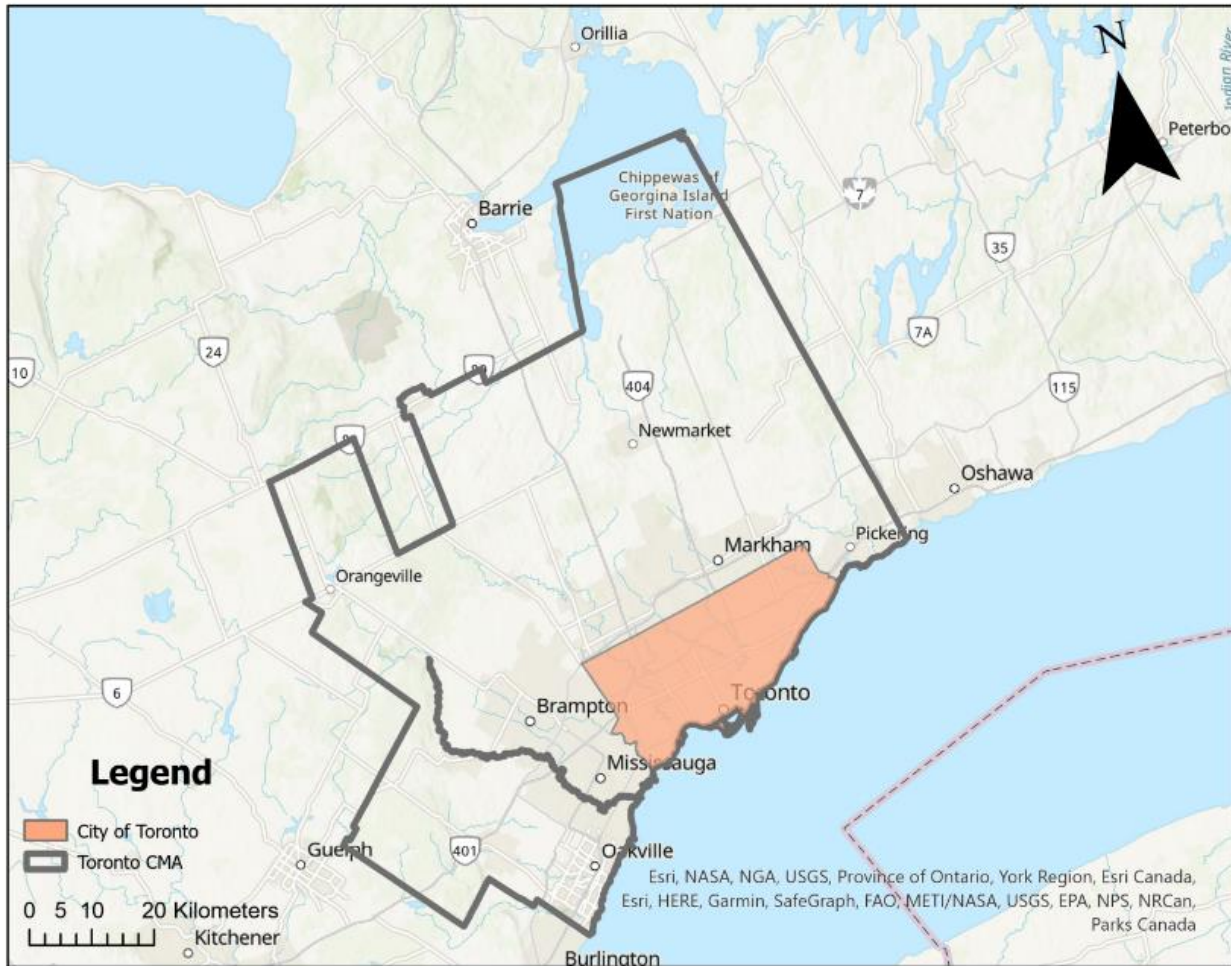 N
Orillia
Indian River
Peterbo
Chippewas of
Georgina Island
First Nation
7
Barrie
35
24
7A
10
404
115
Newmarket
Oshawa
Pickering
Markham
Orangeville
6
Brampton
Toronto
Mississauga
Legend
City of Toronto
Toronto CMA
Guelph
401
Oakville
0 5 10 20 Kilometers
Kitchener
Burlington
Esri, NASA, NGA, USGS, Province of Ontario, York Region, Esri Canada,
Esri, HERE, Garmin, SafeGraph, FAO, METI/NASA, USGS, EPA, NPS, NRCan,
Parks Canada